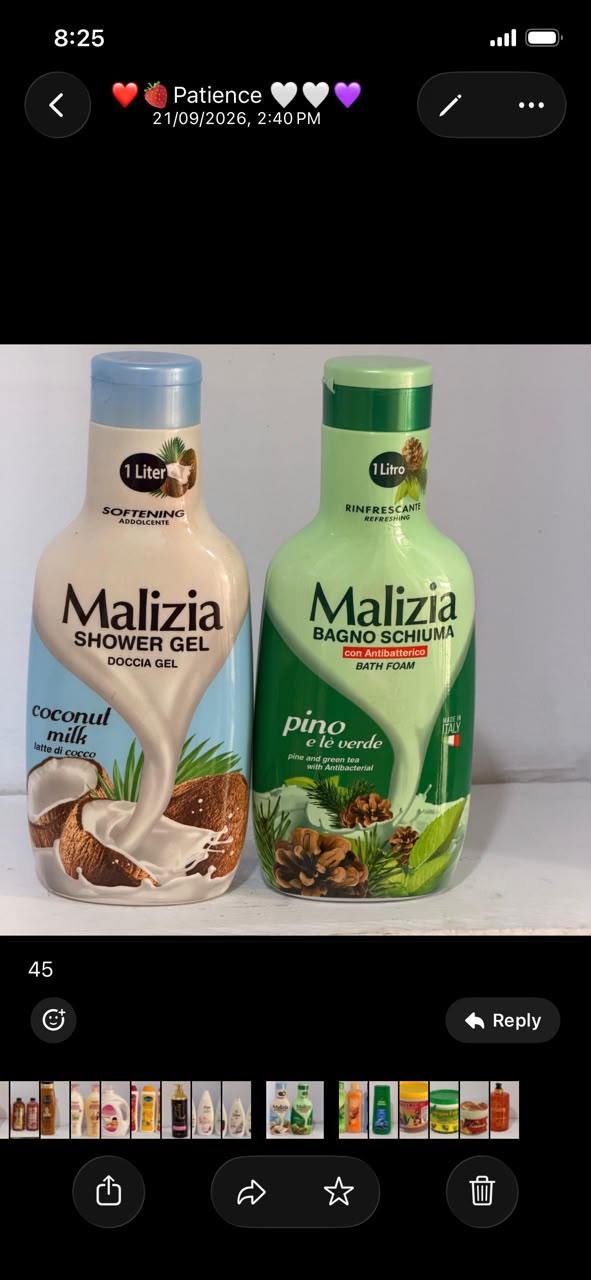 8:25
❤️🍓Patience 🤍🤍💜
21/09/2026, 2:40 PM
1 Liter
SOFTENING
ADDOLCENTE
Malizia
SHOWER GEL
DOCCIA GEL
coconut
milk
latte di cocco
1 Litro
RINFRESCANTE
REFRESHING
Malizia
BAGNO SCHIUMA
con Antibatterico
BATH FOAM
pino
e tè verde
pine and green tea
with Antibacterial
MADE IN
ITALY
45
Reply
Malizia